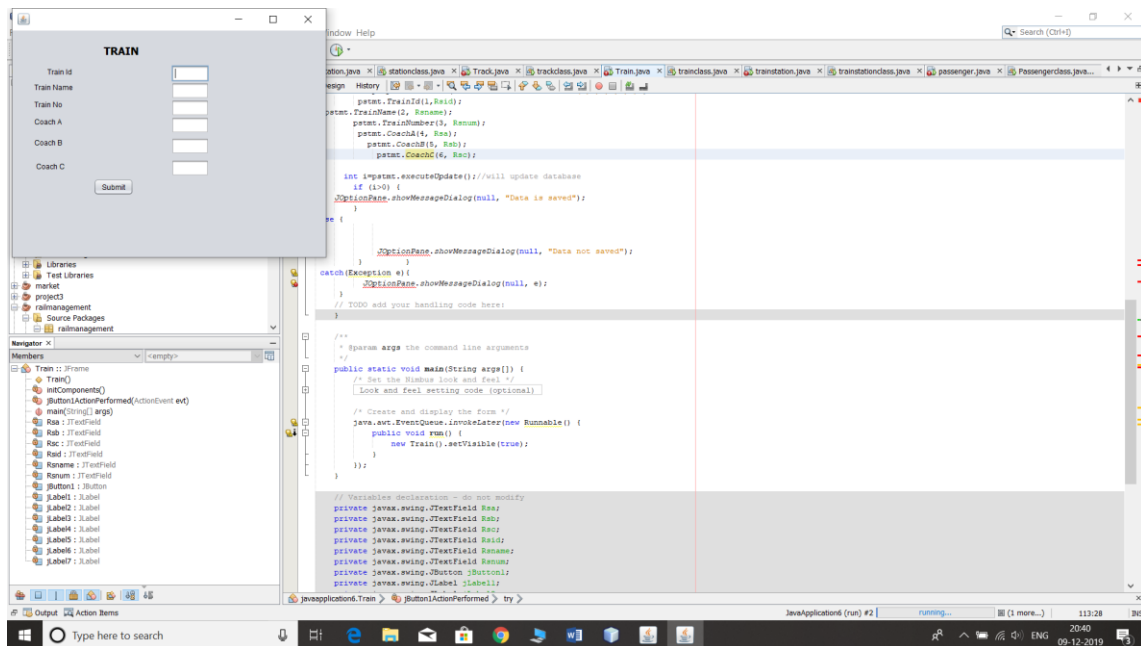 TRAIN
Train Id
Train Name
Train No
Coach A
Coach B
Coach C
Submit
indow Help
Search (Ctrl+I)
ation.java stationclass.java Track.java trackclass.java Train.java trainclass.java trainstation.java trainstationclass.java passenger.java Passengerclass.java...
esign History
pstmt.TrainId(1,Rsid);
pstmt.TrainName(2, Rsname);
pstmt.TrainNumber(3, Rsnum);
pstmt.CoachA(4, Rsa);
pstmt.CoachB(5, Rsb);
pstmt.CoachC(6, Rsc);
int i=pstmt.executeUpdate();//will update database
if (i>0) {
JOptionPane.showMessageDialog(null, "Data is saved");
}
se {
JOptionPane.showMessageDialog(null, "Data not saved");
} }
catch(Exception e){
JOptionPane.showMessageDialog(null, e);
}
// TODO add your handling code here:
}
/**
* @param args the command line arguments
*/
public static void main(String args[]) {
/* Set the Nimbus look and feel */
Look and feel setting code (optional)
/* Create and display the form */
java.awt.EventQueue.invokeLater(new Runnable() {
public void run() {
new Train().setVisible(true);
}
});
}
// Variables declaration - do not modify
private javax.swing.JTextField Rsa;
private javax.swing.JTextField Rsb;
private javax.swing.JTextField Rsc;
private javax.swing.JTextField Rsid;
private javax.swing.JTextField Rsname;
private javax.swing.JTextField Rsnum;
private javax.swing.JButton jButton1;
private javax.swing.JLabel jLabel1;
Libraries
Test Libraries
market
project3
railmanagement
Source Packages
railmanagement
Navigator
Members <empty>
Train :: JFrame
Train()
initComponents()
jButton1ActionPerformed(ActionEvent evt)
main(String[] args)
Rsa : JTextField
Rsb : JTextField
Rsc : JTextField
Rsid : JTextField
Rsname : JTextField
Rsnum : JTextField
jButton1 : JButton
jLabel1 : JLabel
jLabel2 : JLabel
jLabel3 : JLabel
jLabel4 : JLabel
jLabel5 : JLabel
jLabel6 : JLabel
jLabel7 : JLabel
javaapplication6.Train jButton1ActionPerformed try
Output Action Items
JavaApplication6 (run) #2 running... (1 more...) 113:28 INS
Type here to search
ENG
20:40
09-12-2019